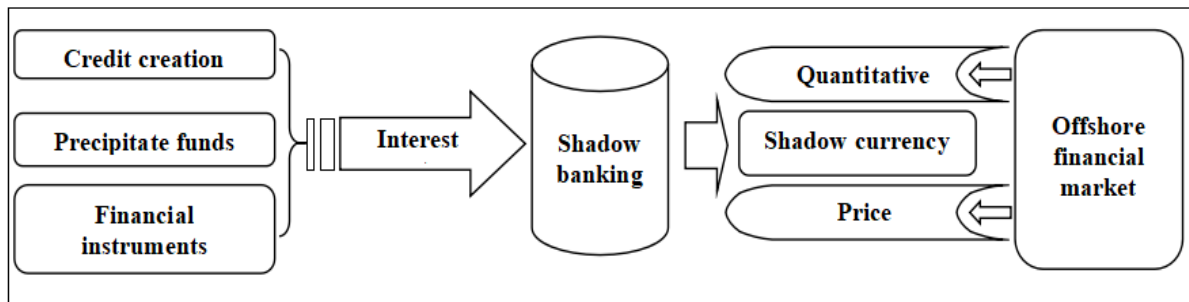 Credit creation
Precipitate funds
Financial
instruments
Interest
Shadow
banking
Quantitative
Shadow currency
Price
Offshore
financial
market